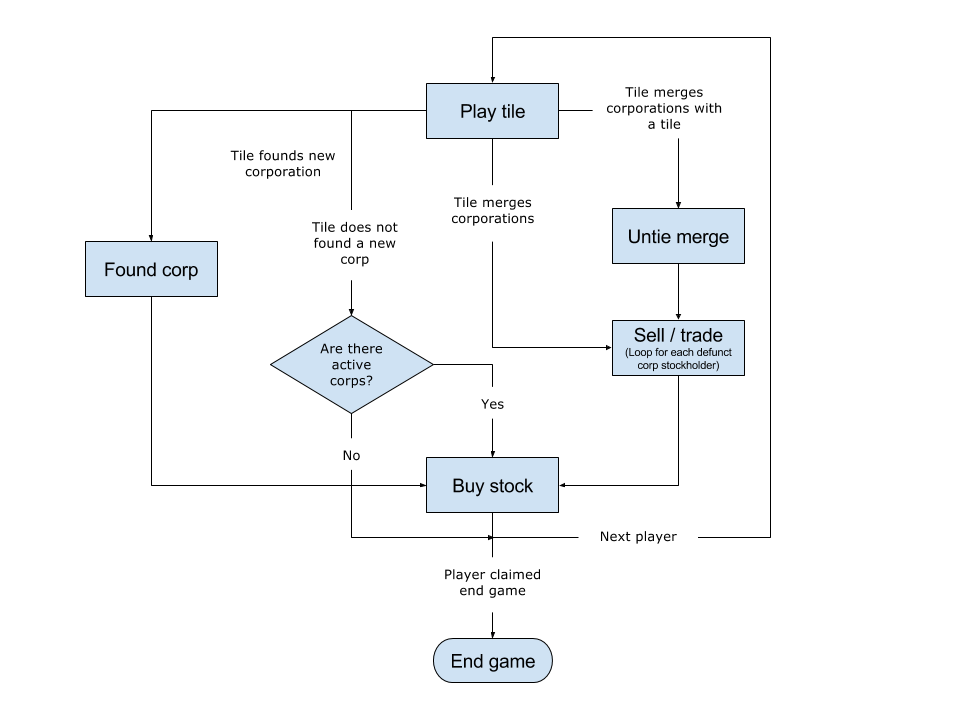 Play tile
Tile merges
corporations with
a tile
Tile founds new
corporation
Tile does not
found a new
corp
Tile merges
corporations
Untie merge
Found corp
Sell / trade
(Loop for each defunct
corp stockholder)
Are there
active
corps?
Yes
No
Buy stock
Next player
Player claimed
end game
End game